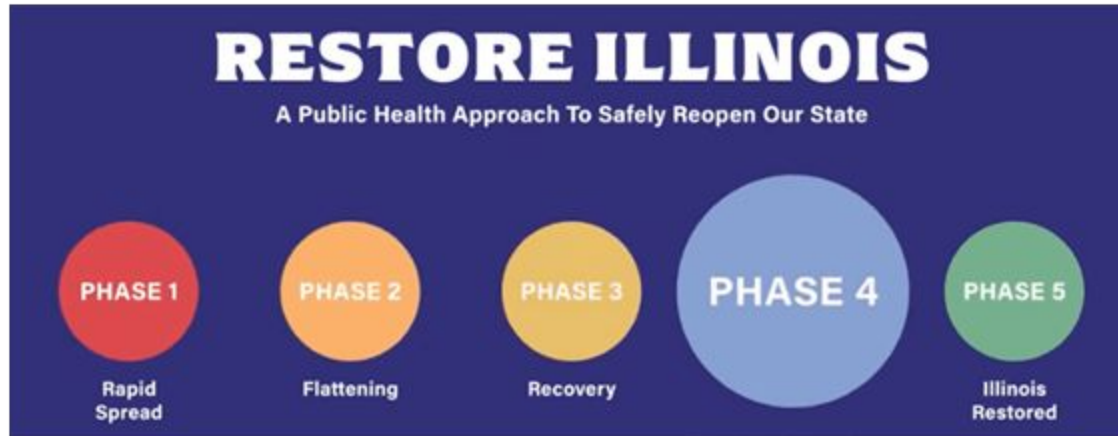 RESTORE ILLINOIS
A Public Health Approach To Safely Reopen Our State
PHASE 1
PHASE 2
PHASE 3
PHASE 4
PHASE 5
Rapid
Spread
Flattening
Recovery
Illinois
Restored